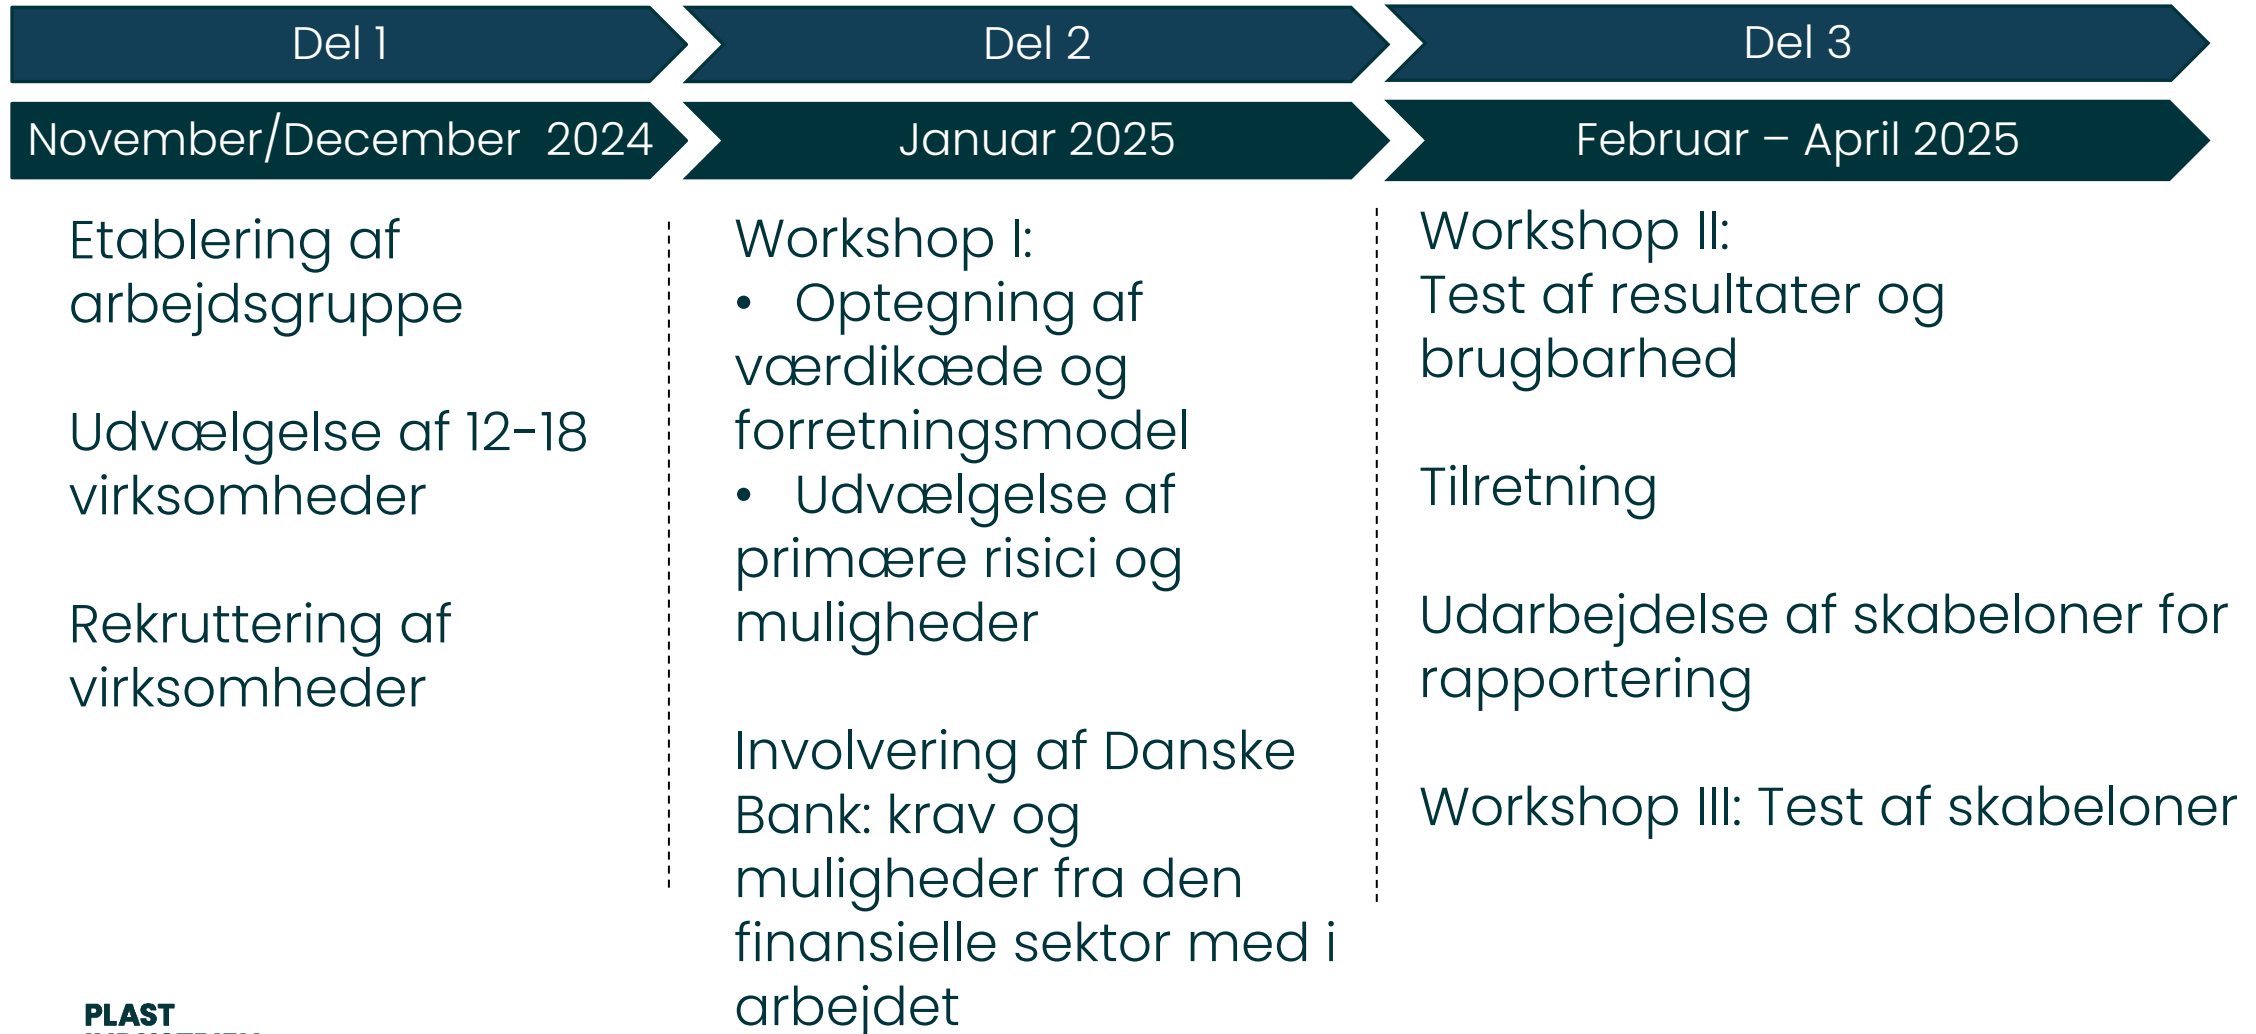 Del 1
November/December 2024
Etablering af
arbejdsgruppe
Udvælgelse af 12-18
virksomheder
Rekruttering af
virksomheder
Del 2
Januar 2025
Workshop I:
• Optegning af
værdikæde og
forretningsmodel
• Udvælgelse af
primære risici og
muligheder
Involvering af Danske
Bank: krav og
muligheder fra den
finansielle sektor med i
arbejdet
Del 3
Februar – April 2025
Workshop II:
Test af resultater og
brugbarhed
Tilretning
Udarbejdelse af skabeloner for
rapportering
Workshop III: Test af skabeloner
PLAST